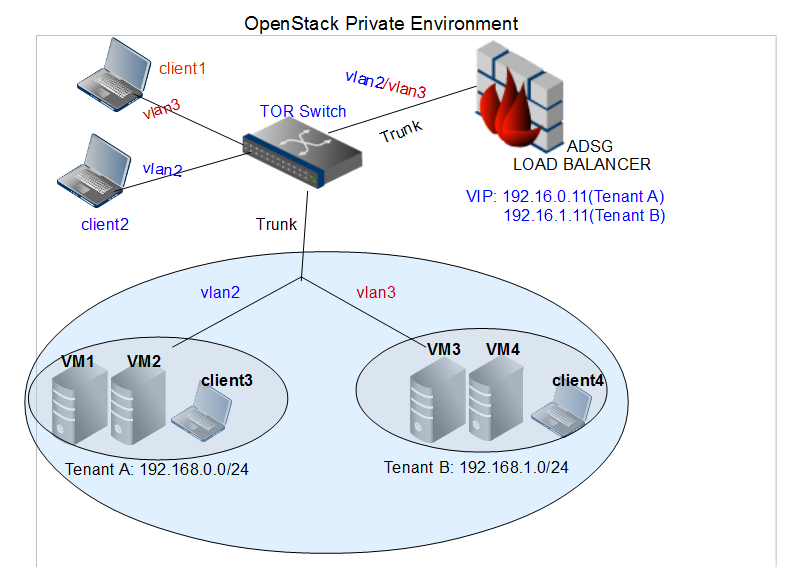 OpenStack Private Environment
client1
vlan3
vlan2/vlan3
TOR Switch
Trunk
ADSG
LOAD BALANCER
vlan2
VIP: 192.16.0.11(Tenant A)
192.16.1.11(Tenant B)
client2
Trunk
vlan2
vlan3
VM1
VM2
client3
VM3
VM4
client4
Tenant A: 192.168.0.0/24
Tenant B: 192.168.1.0/24